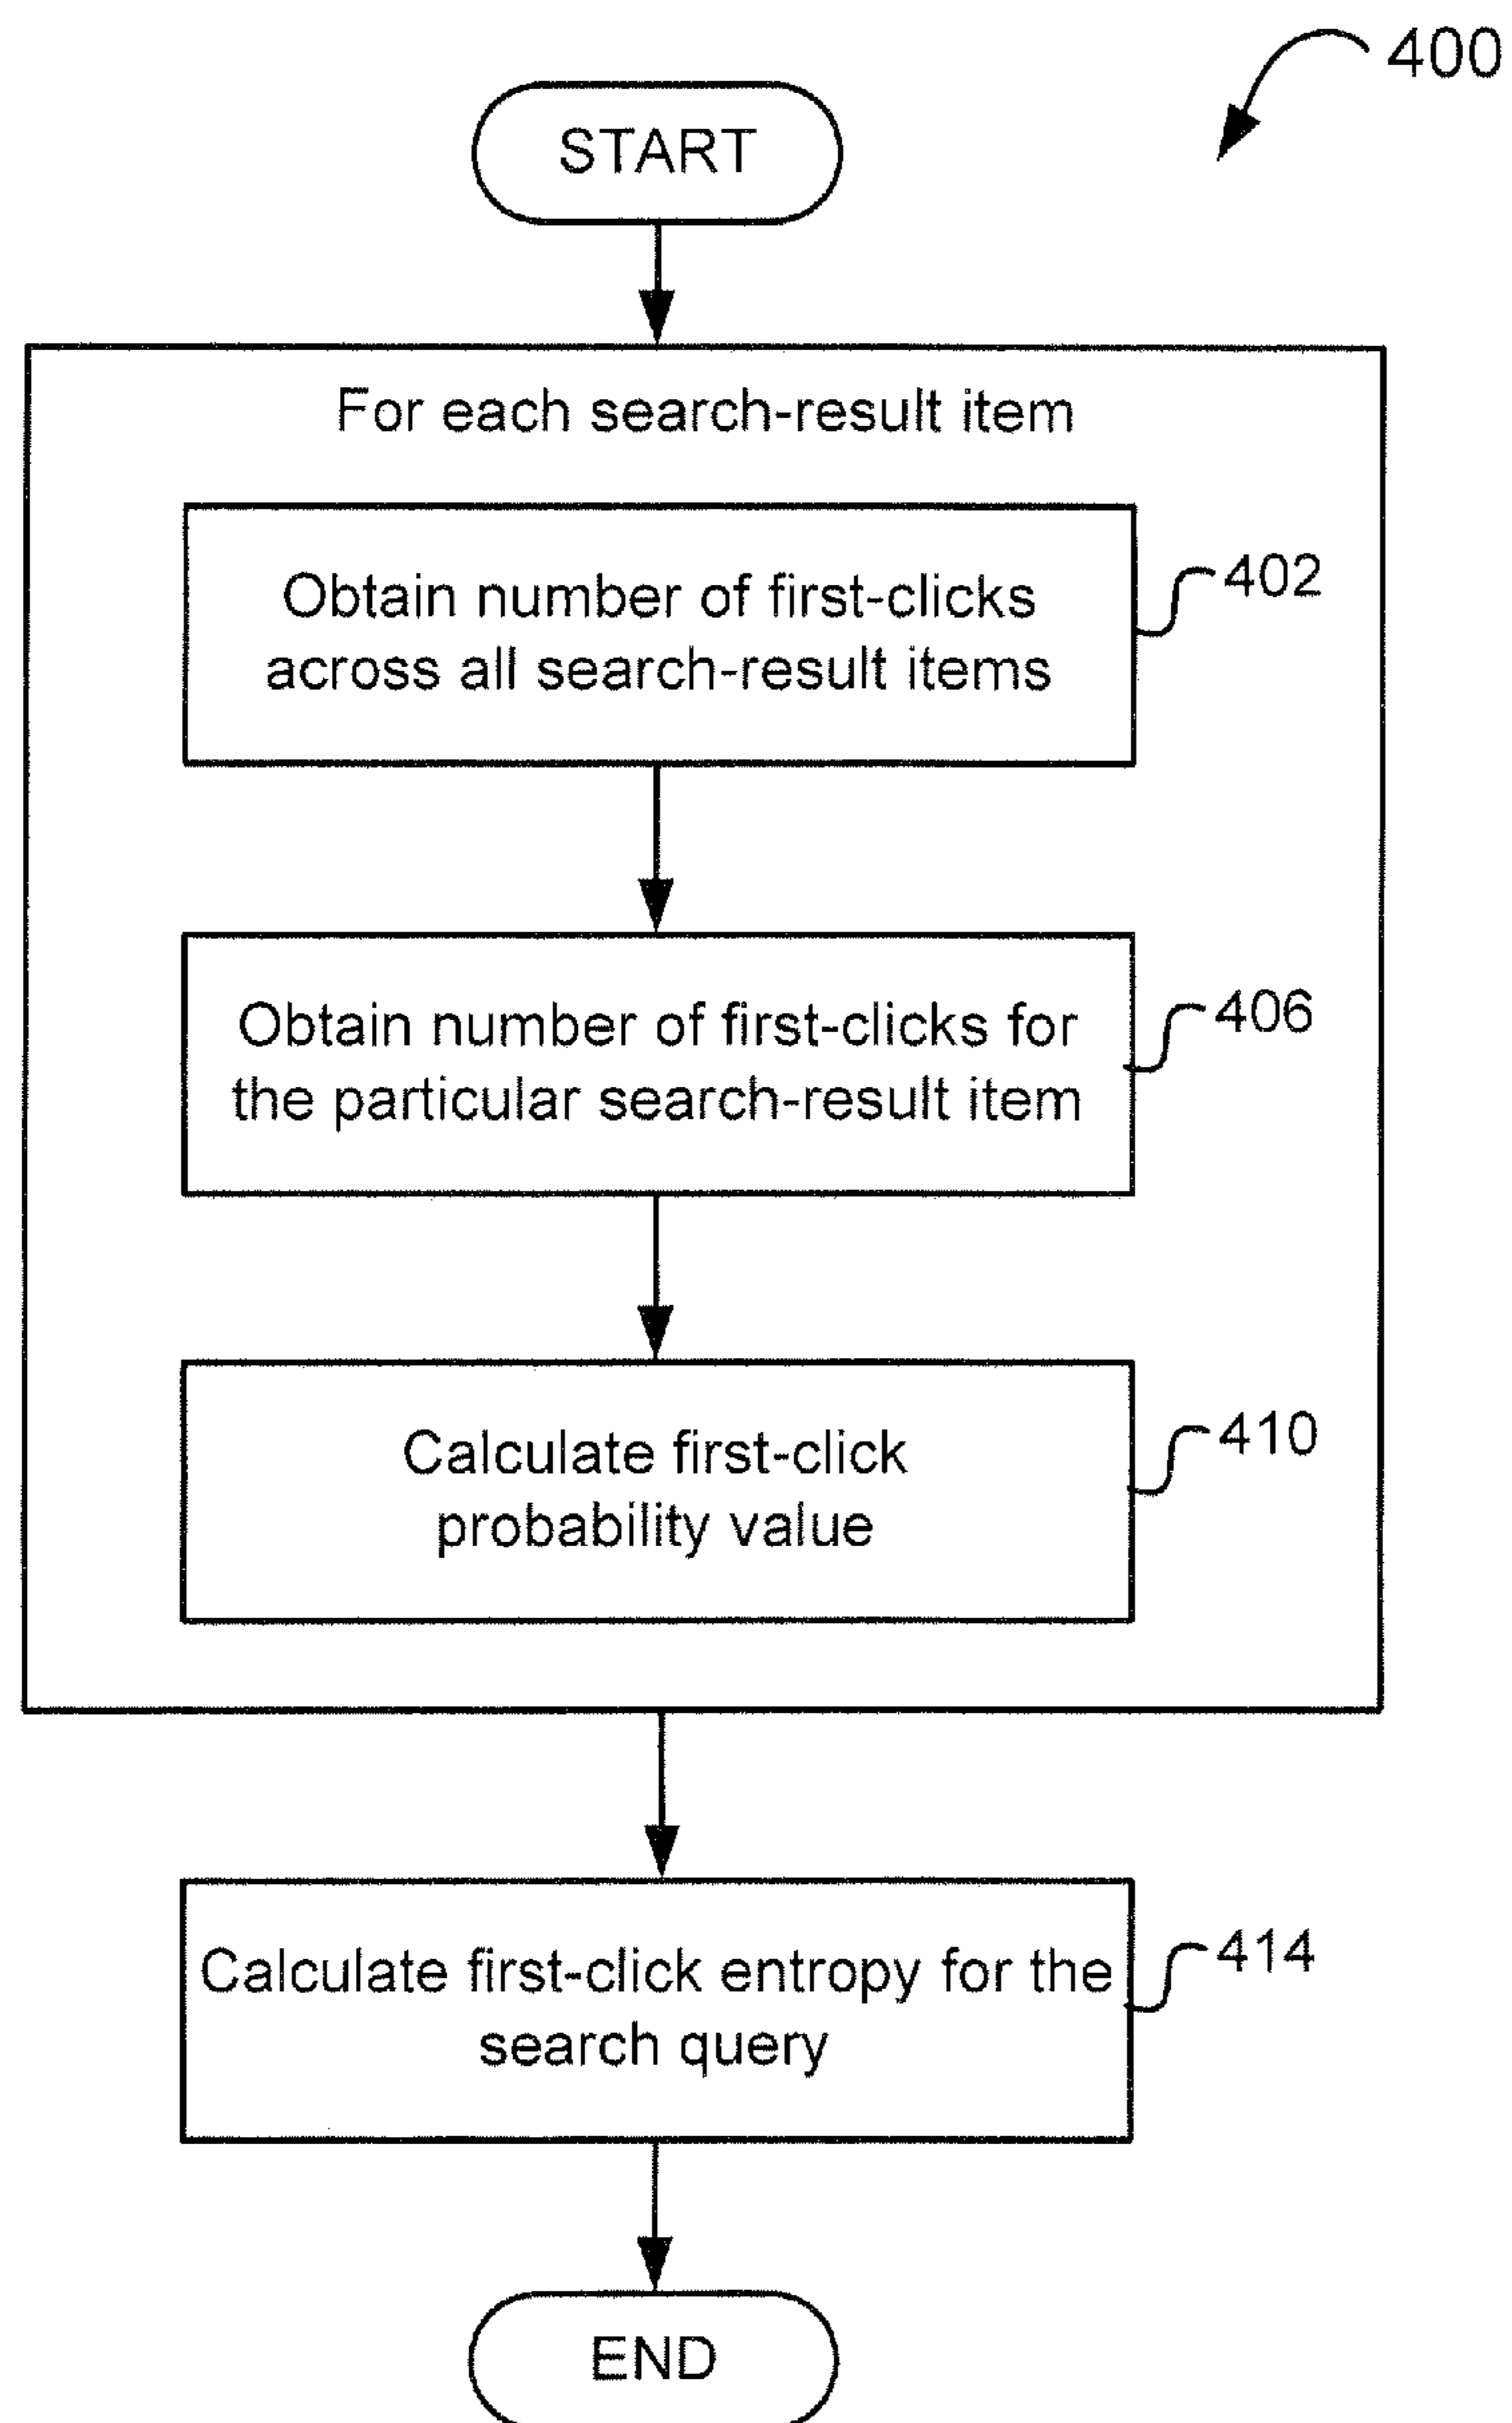 400
START
For each search-result item
Obtain number of first-clicks
across all search-result items
402
Obtain number of first-clicks for
the particular search-result item
406
Calculate first-click
probability value
410
Calculate first-click entropy for the
search query
414
END